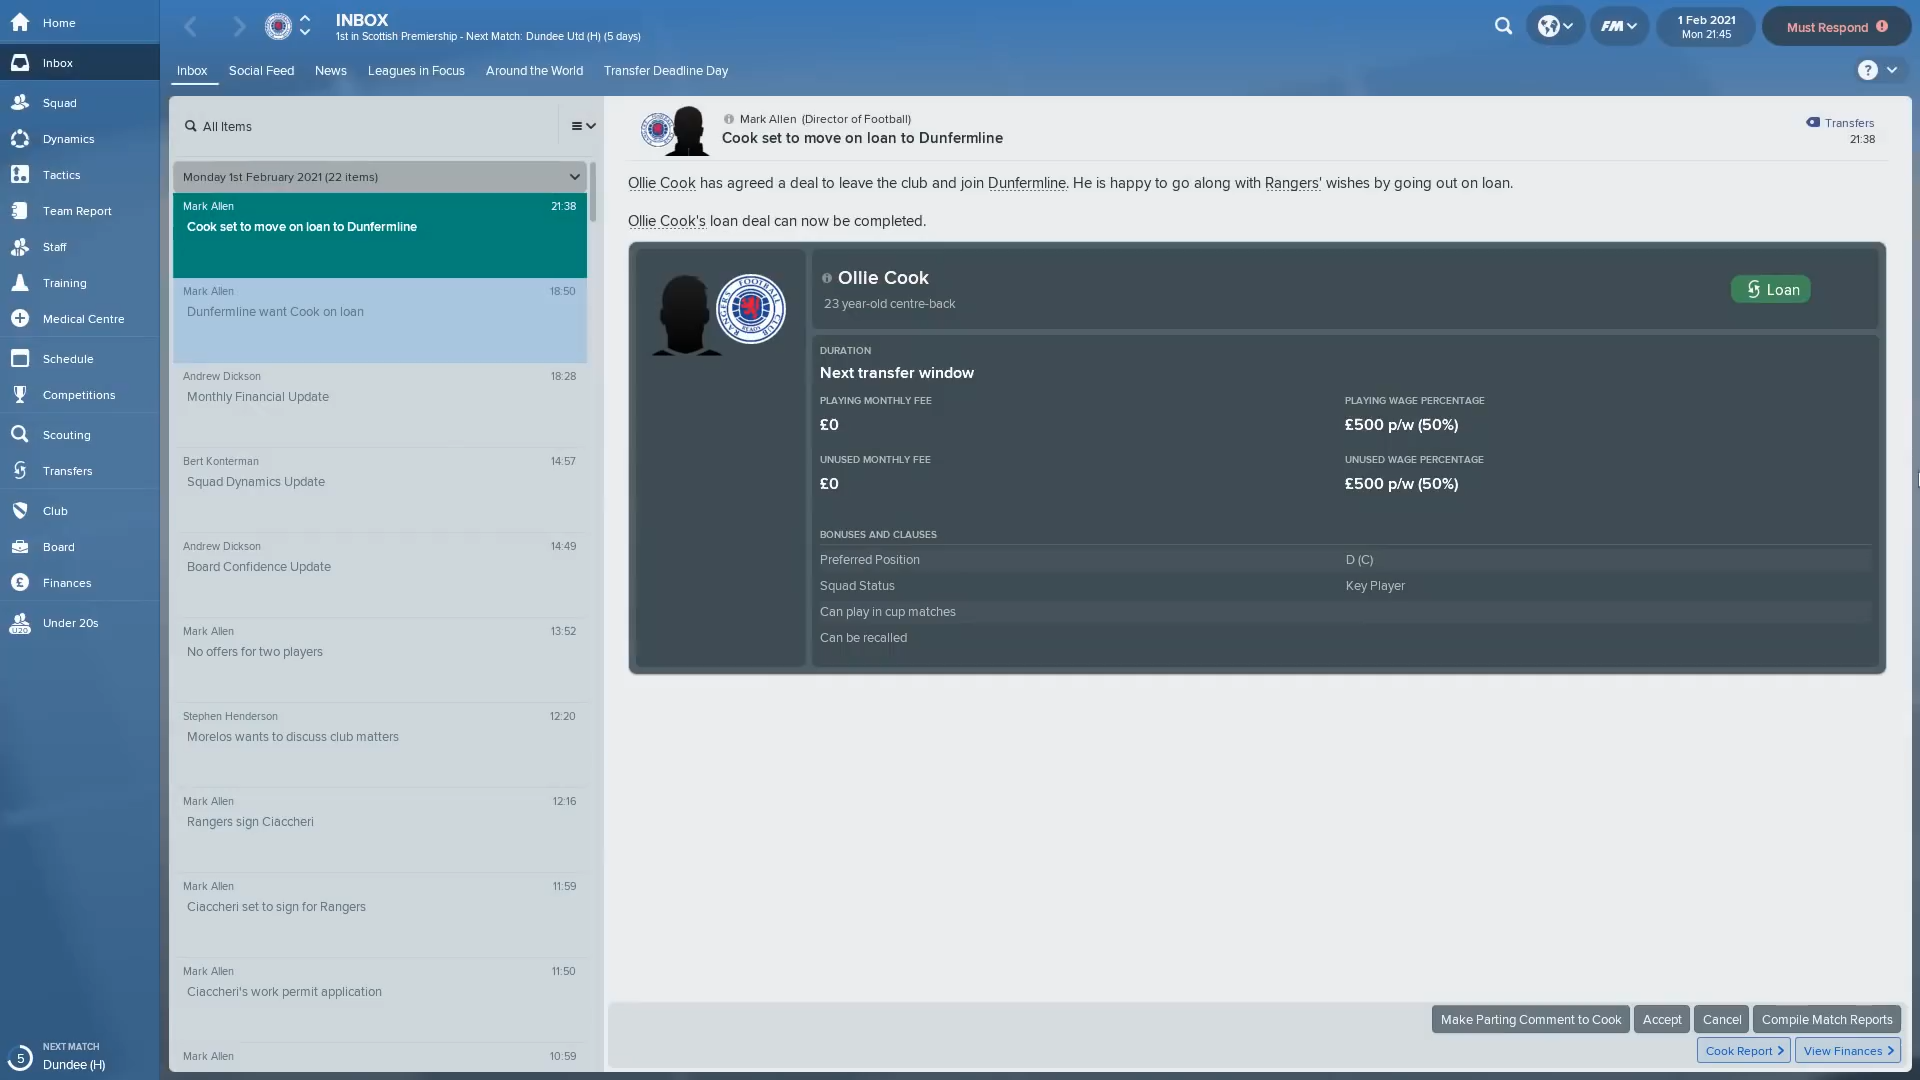 Home
Inbox
Squad
Dynamics
Tactics
Team Report
Staff
Training
Medical Centre
Schedule
Competitions
Scouting
Transfers
Club
Board
Finances
U20
Under 20s
5
NEXT MATCH
Dundee (H)
INBOX
1st in Scottish Premiership - Next Match: Dundee Utd (H) (5 days)
FM
1 Feb 2021
Mon 21:45
Must Respond
Inbox
Social Feed
News
Leagues in Focus
Around the World
Transfer Deadline Day
?
All Items
Monday 1st February 2021 (22 items)
Mark Allen 21:38
Cook set to move on loan to Dunfermline
Mark Allen 18:50
Dunfermline want Cook on loan
Andrew Dickson 18:28
Monthly Financial Update
Bert Konterman 14:57
Squad Dynamics Update
Andrew Dickson 14:49
Board Confidence Update
Mark Allen 13:52
No offers for two players
Stephen Henderson 12:20
Morelos wants to discuss club matters
Mark Allen 12:16
Rangers sign Ciaccheri
Mark Allen 11:59
Ciaccheri set to sign for Rangers
Mark Allen 11:50
Ciaccheri's work permit application
Mark Allen 10:59
Mark Allen (Director of Football)
Cook set to move on loan to Dunfermline
Transfers
21:38
Ollie Cook has agreed a deal to leave the club and join Dunfermline. He is happy to go along with Rangers' wishes by going out on loan.
Ollie Cook's loan deal can now be completed.
RANGERS FOOTBALL CLUB
READY
Ollie Cook
23 year-old centre-back
Loan
DURATION
Next transfer window
PLAYING MONTHLY FEE PLAYING WAGE PERCENTAGE
£0 £500 p/w (50%)
UNUSED MONTHLY FEE UNUSED WAGE PERCENTAGE
£0 £500 p/w (50%)
BONUSES AND CLAUSES
Preferred Position D (C)
Squad Status Key Player
Can play in cup matches
Can be recalled
Make Parting Comment to Cook
Accept
Cancel
Compile Match Reports
Cook Report
View Finances